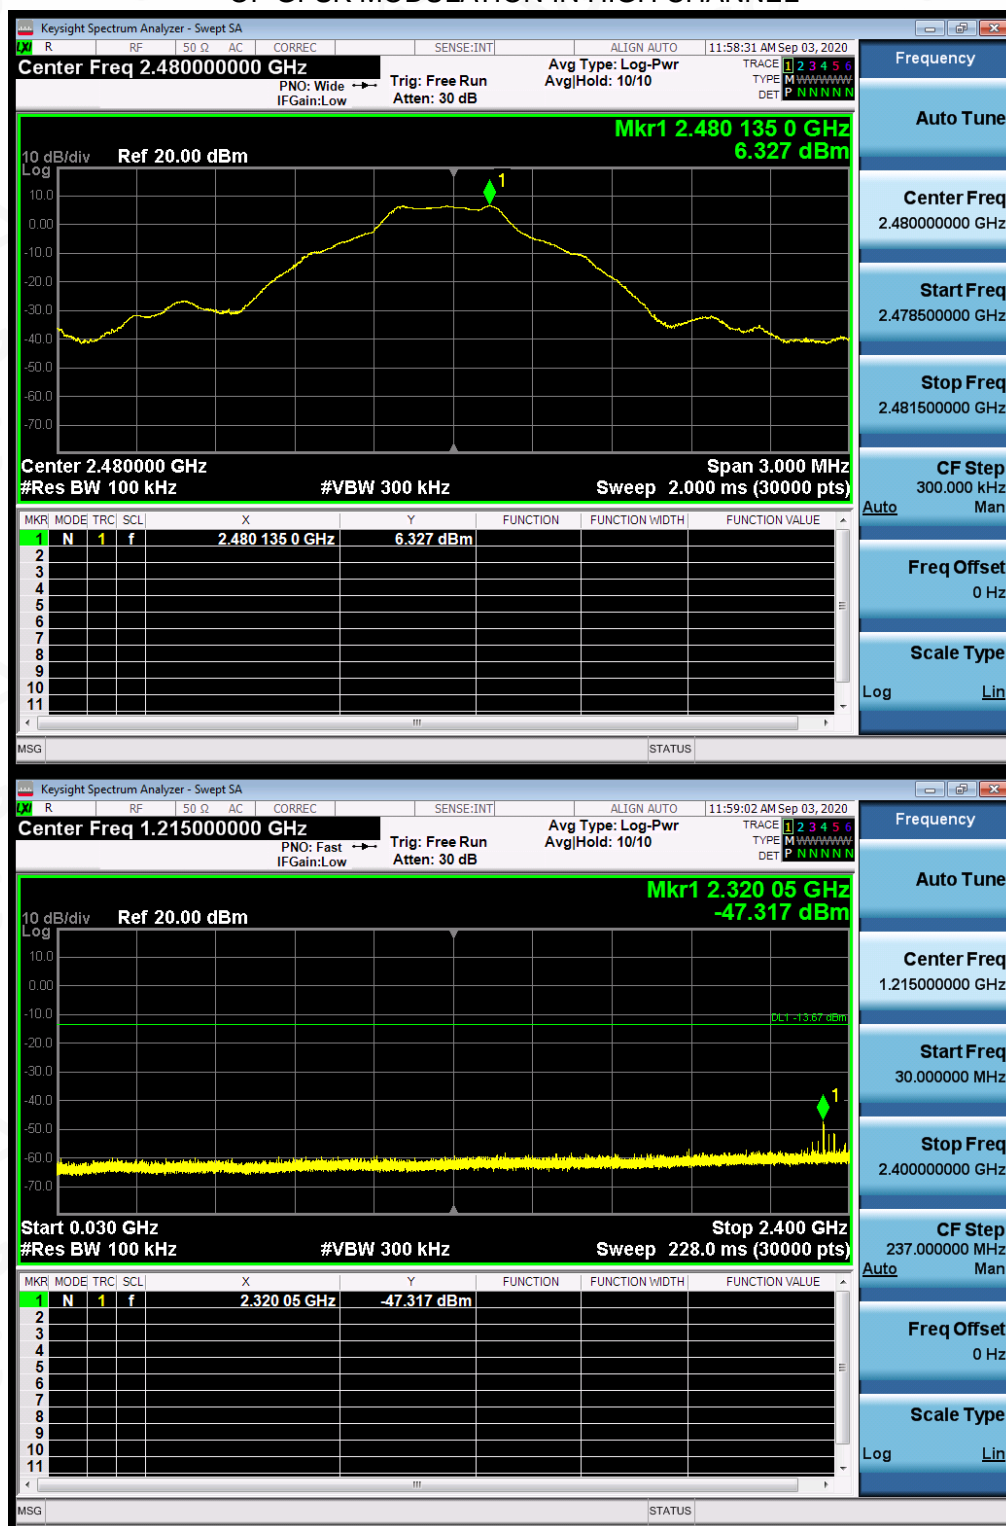 OF GFSK MODULATION IN HIGH CHANNEL
Keysight Spectrum Analyzer - Swept SA
LXI R RF 50 Ω AC CORREC SENSE:INT ALIGN AUTO 11:58:31 AM Sep 03, 2020
Center Freq 2.480000000 GHz Avg Type: Log-Pwr TRACE 1 2 3 4 5 6
PNO: Wide Trig: Free Run Avg|Hold: 10/10 TYPE M WWWWW
IFGain:Low Atten: 30 dB DET P N N N N N
Frequency
Mkr1 2.480 135 0 GHz
6.327 dBm
10 dB/div Ref 20.00 dBm
Log
10.0
0.00
-10.0
-20.0
-30.0
-40.0
-50.0
-60.0
-70.0
1
Center 2.480000 GHz Span 3.000 MHz
#Res BW 100 kHz #VBW 300 kHz Sweep 2.000 ms (30000 pts)
MKR MODE TRC SCL X Y FUNCTION FUNCTION WIDTH FUNCTION VALUE
1 N 1 f 2.480 135 0 GHz 6.327 dBm
2
3
4
5
6
7
8
9
10
11
MSG STATUS
Auto Tune
Center Freq
2.480000000 GHz
Start Freq
2.478500000 GHz
Stop Freq
2.481500000 GHz
CF Step
300.000 kHz
Auto Man
Freq Offset
0 Hz
Scale Type
Log Lin
Keysight Spectrum Analyzer - Swept SA
LXI R RF 50 Ω AC CORREC SENSE:INT ALIGN AUTO 11:59:02 AM Sep 03, 2020
Center Freq 1.215000000 GHz Avg Type: Log-Pwr TRACE 1 2 3 4 5 6
PNO: Fast Trig: Free Run Avg|Hold: 10/10 TYPE M WWWWW
IFGain:Low Atten: 30 dB DET P N N N N N
Frequency
Mkr1 2.320 05 GHz
-47.317 dBm
10 dB/div Ref 20.00 dBm
Log
10.0
0.00
-10.0
-20.0
-30.0
-40.0
-50.0
-60.0
-70.0
DL1 -13.67 dBm
1
Start 0.030 GHz Stop 2.400 GHz
#Res BW 100 kHz #VBW 300 kHz Sweep 228.0 ms (30000 pts)
MKR MODE TRC SCL X Y FUNCTION FUNCTION WIDTH FUNCTION VALUE
1 N 1 f 2.320 05 GHz -47.317 dBm
2
3
4
5
6
7
8
9
10
11
MSG STATUS
Auto Tune
Center Freq
1.215000000 GHz
Start Freq
30.000000 MHz
Stop Freq
2.400000000 GHz
CF Step
237.000000 MHz
Auto Man
Freq Offset
0 Hz
Scale Type
Log Lin